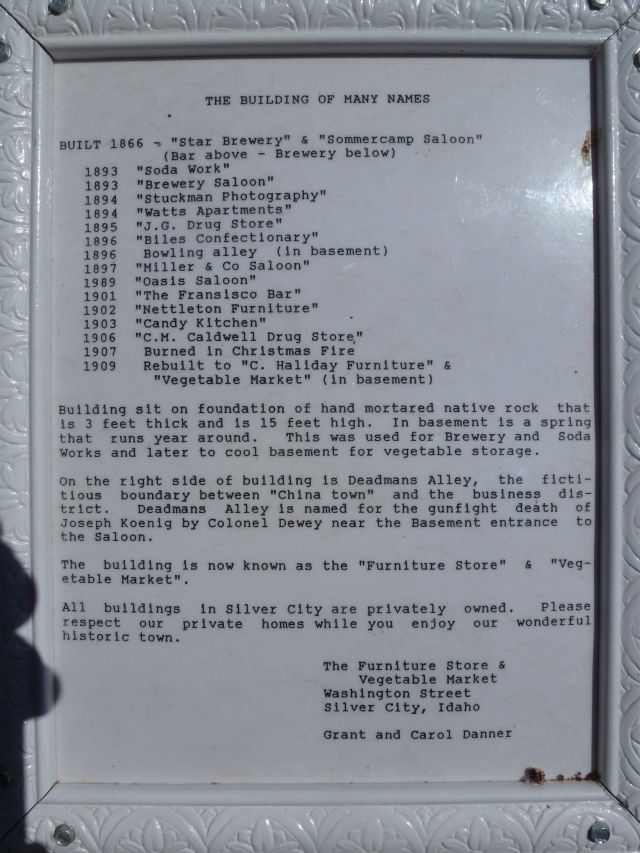 THE BUILDING OF MANY NAMES
BUILT 1866 - "Star Brewery" & "Sommercamp Saloon"
(Bar above - Brewery below)
1893 "Soda Work"
1893 "Brewery Saloon"
1894 "Stuckman Photography"
1894 "Watts Apartments"
1895 "J.G. Drug Store"
1896 "Biles Confectionary"
1896 Bowling alley (in basement)
1897 "Miller & Co Saloon"
1989 "Oasis Saloon"
1901 "The Fransisco Bar"
1902 "Nettleton Furniture"
1903 "Candy Kitchen"
1906 "C.M. Caldwell Drug Store"
1907 Burned in Christmas Fire
1909 Rebuilt to "C. Haliday Furniture" &
"Vegetable Market" (in basement)
Building sit on foundation of hand mortared native rock that
is 3 feet thick and is 15 feet high. In basement is a spring
that runs year around. This was used for Brewery and Soda
Works and later to cool basement for vegetable storage.
On the right side of building is Deadmans Alley, the ficti-
tious boundary between "China town" and the business dis-
trict. Deadmans Alley is named for the gunfight death of
Joseph Koenig by Colonel Dewey near the Basement entrance to
the Saloon.
The building is now known as the "Furniture Store" & "Veg-
etable Market".
All buildings in Silver City are privately owned. Please
respect our private homes while you enjoy our wonderful
historic town.
The Furniture Store &
Vegetable Market
Washington Street
Silver City, Idaho
Grant and Carol Danner